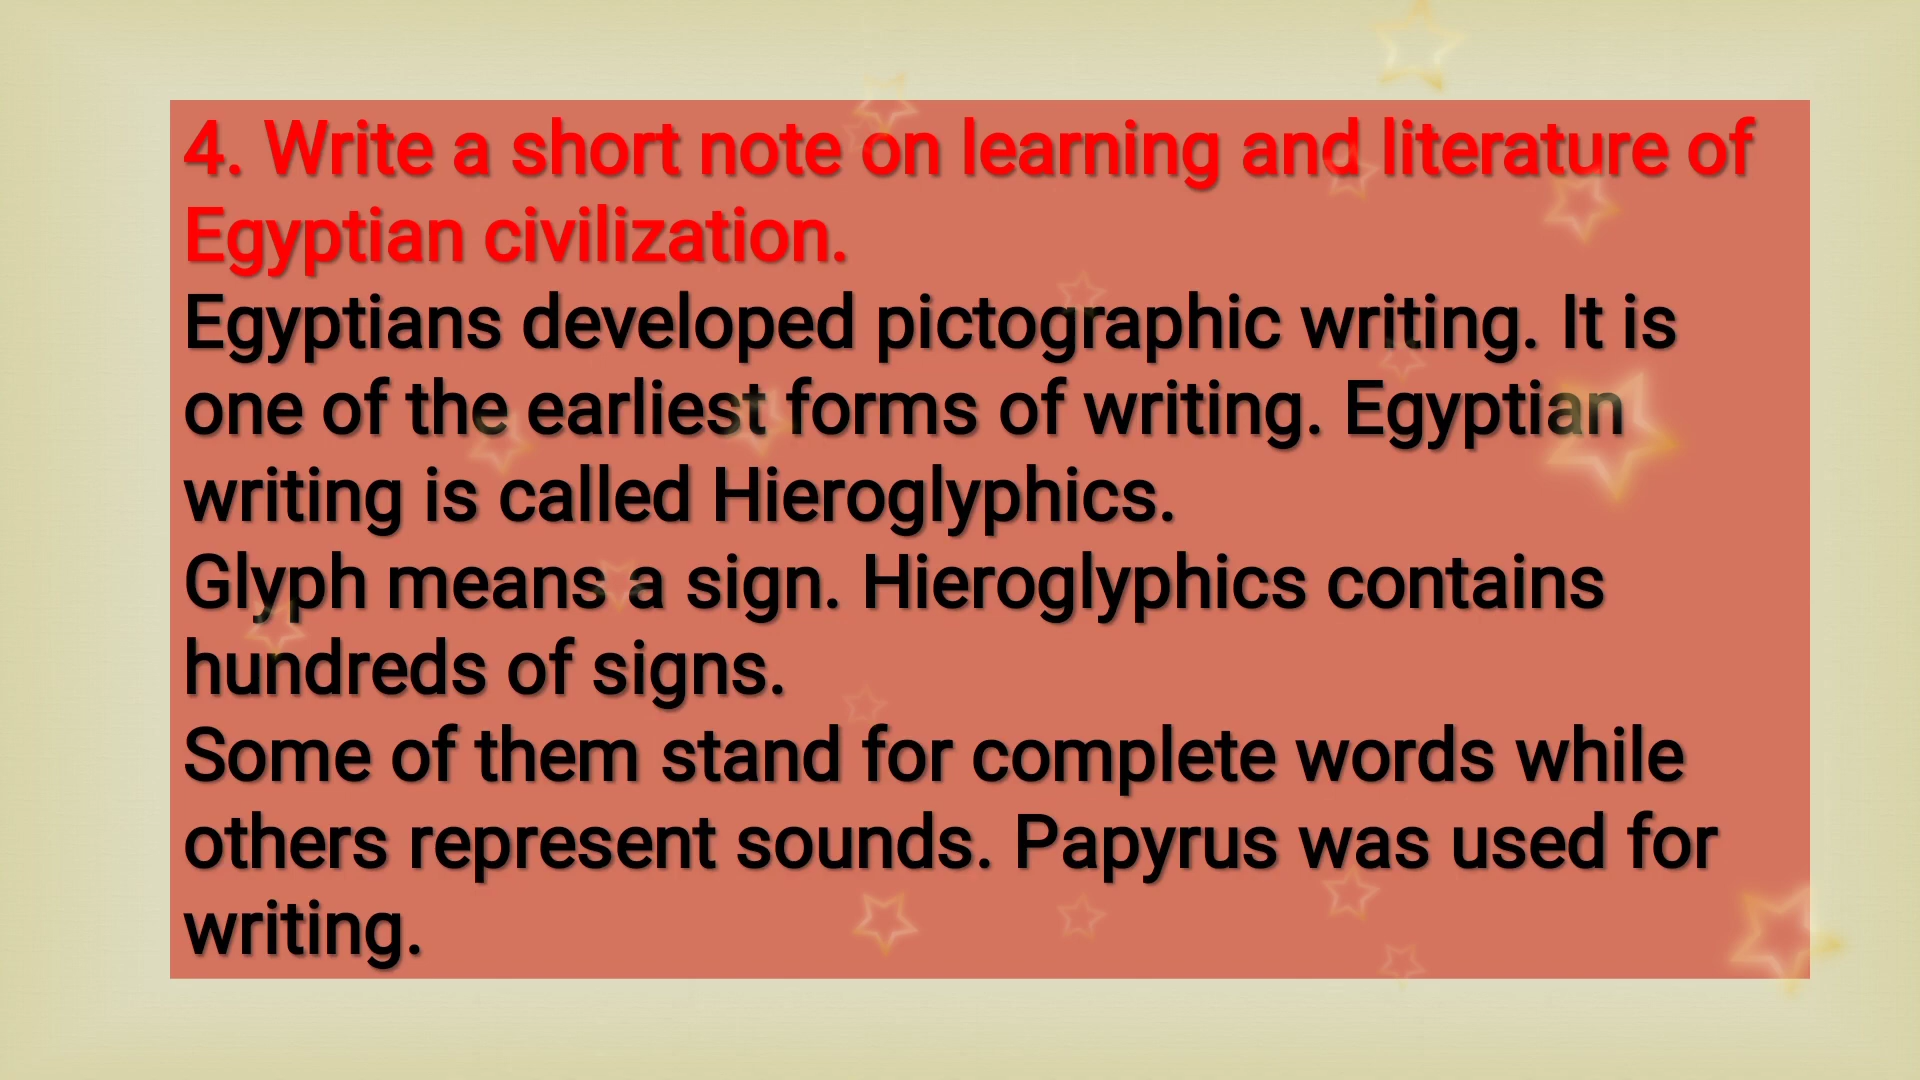 4. Write a short note on learning and literature of
Egyptian civilization.
Egyptians developed pictographic writing. It is
one of the earliest forms of writing. Egyptian
writing is called Hieroglyphics.
Glyph means a sign. Hieroglyphics contains
hundreds of signs.
Some of them stand for complete words while
others represent sounds. Papyrus was used for
writing.